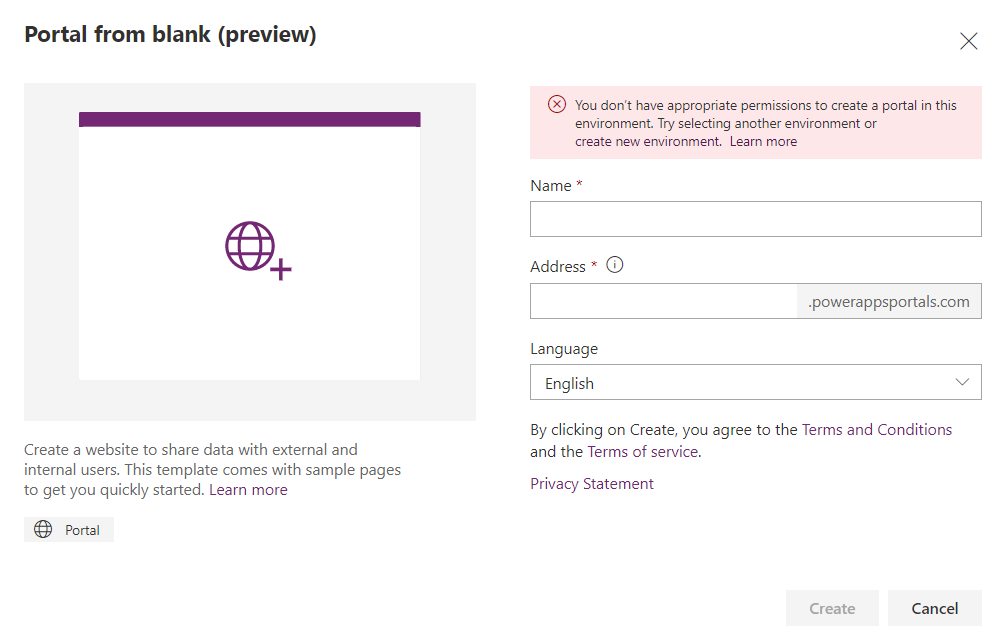 Portal from blank (preview)
You don't have appropriate permissions to create a portal in this
environment. Try selecting another environment or
create new environment. Learn more
Name *
Address *
.powerappsportals.com
Language
English
By clicking on Create, you agree to the Terms and Conditions
and the Terms of service.
Privacy Statement
Create a website to share data with external and
internal users. This template comes with sample pages
to get you quickly started. Learn more
Portal
Create
Cancel